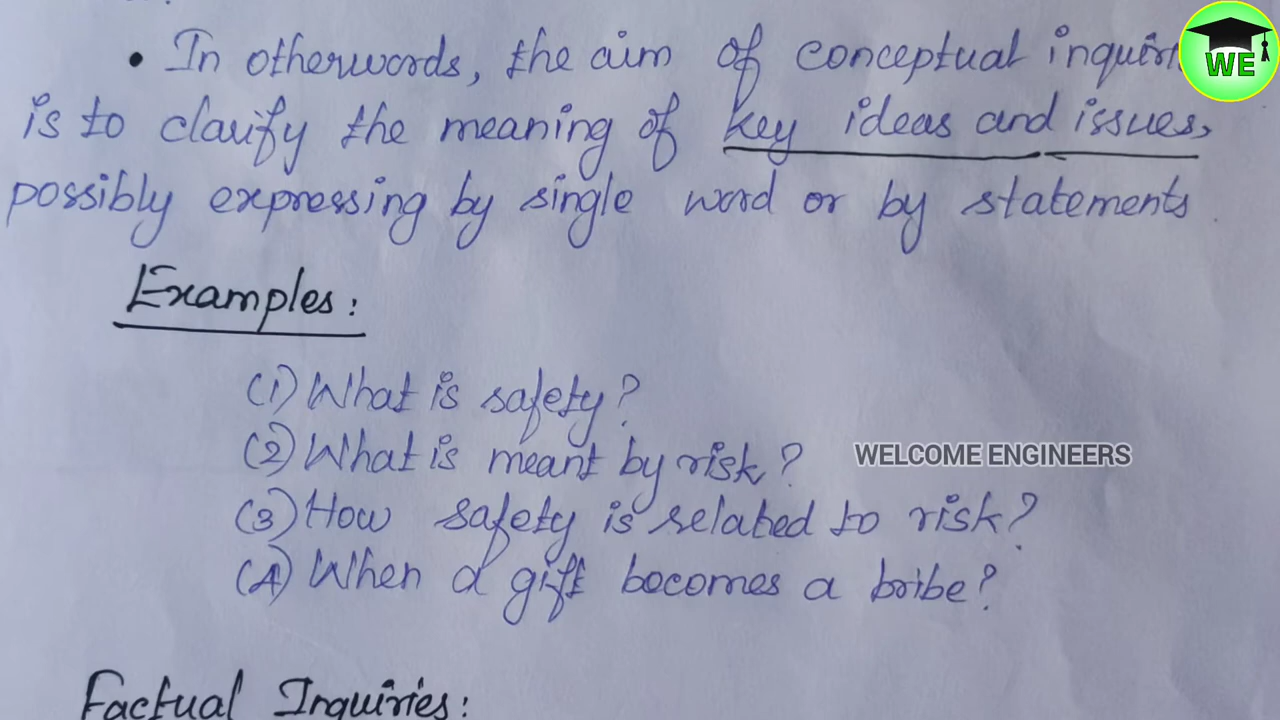 • In otherwords, the aim of conceptual
WE
is to clarify the meaning of key ideas and issues,
possibly expressing by single word or by statements
Examples:
(1) What is safety?
(2) What is meant by risk?
WELCOME ENGINEERS
(3) How safety is related to risk?
(4) When a gift becomes a bribe?
Factual Inquiries: